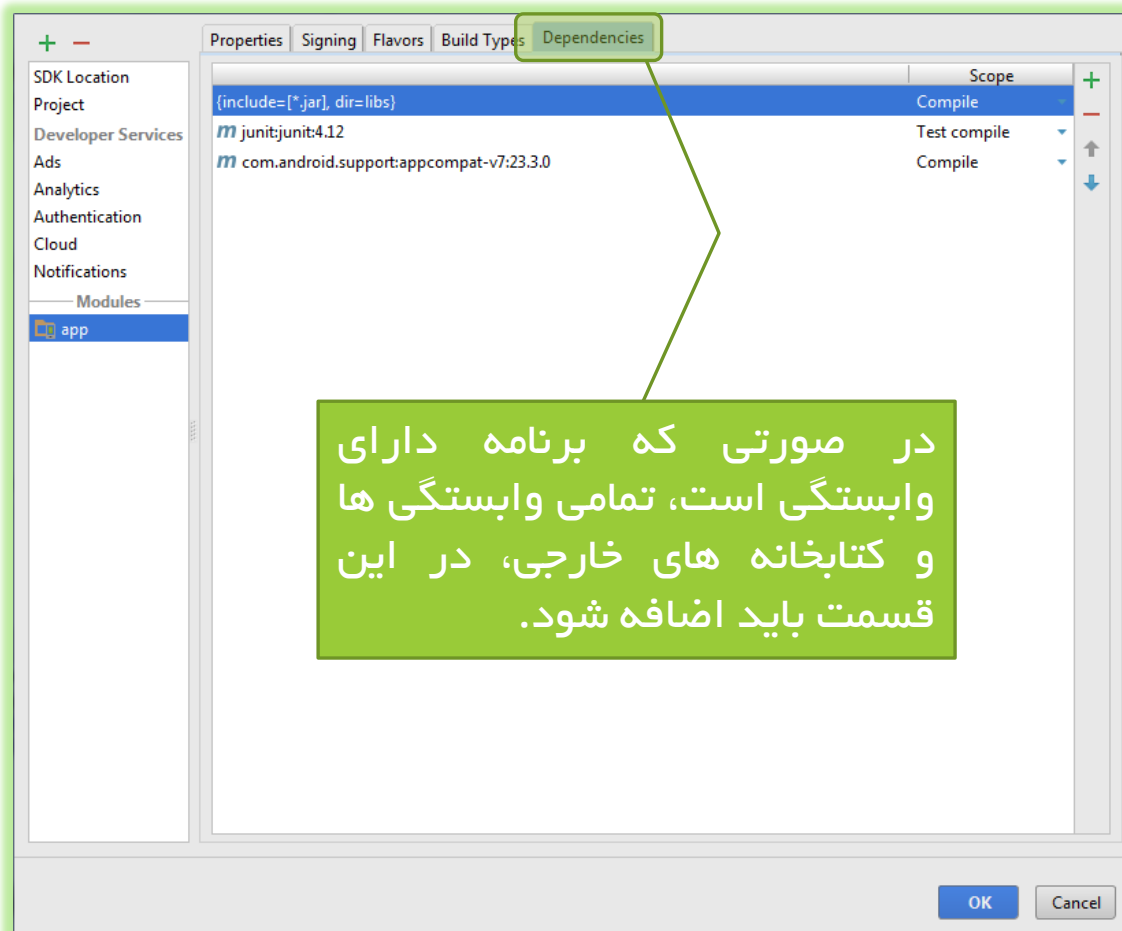 Properties Signing Flavors Build Types Dependencies
SDK Location
Project
Developer Services
Ads
Analytics
Authentication
Cloud
Notifications
Modules
app
Scope
{include=[*.jar], dir=libs} Compile
m junit:junit:4.12 Test compile
m com.android.support:appcompat-v7:23.3.0 Compile
در صورتی که برنامه دارای
وابستگی است، تمامی وابستگی ها
و کتابخانه های خارجی، در این
قسمت باید اضافه شود.
OK Cancel